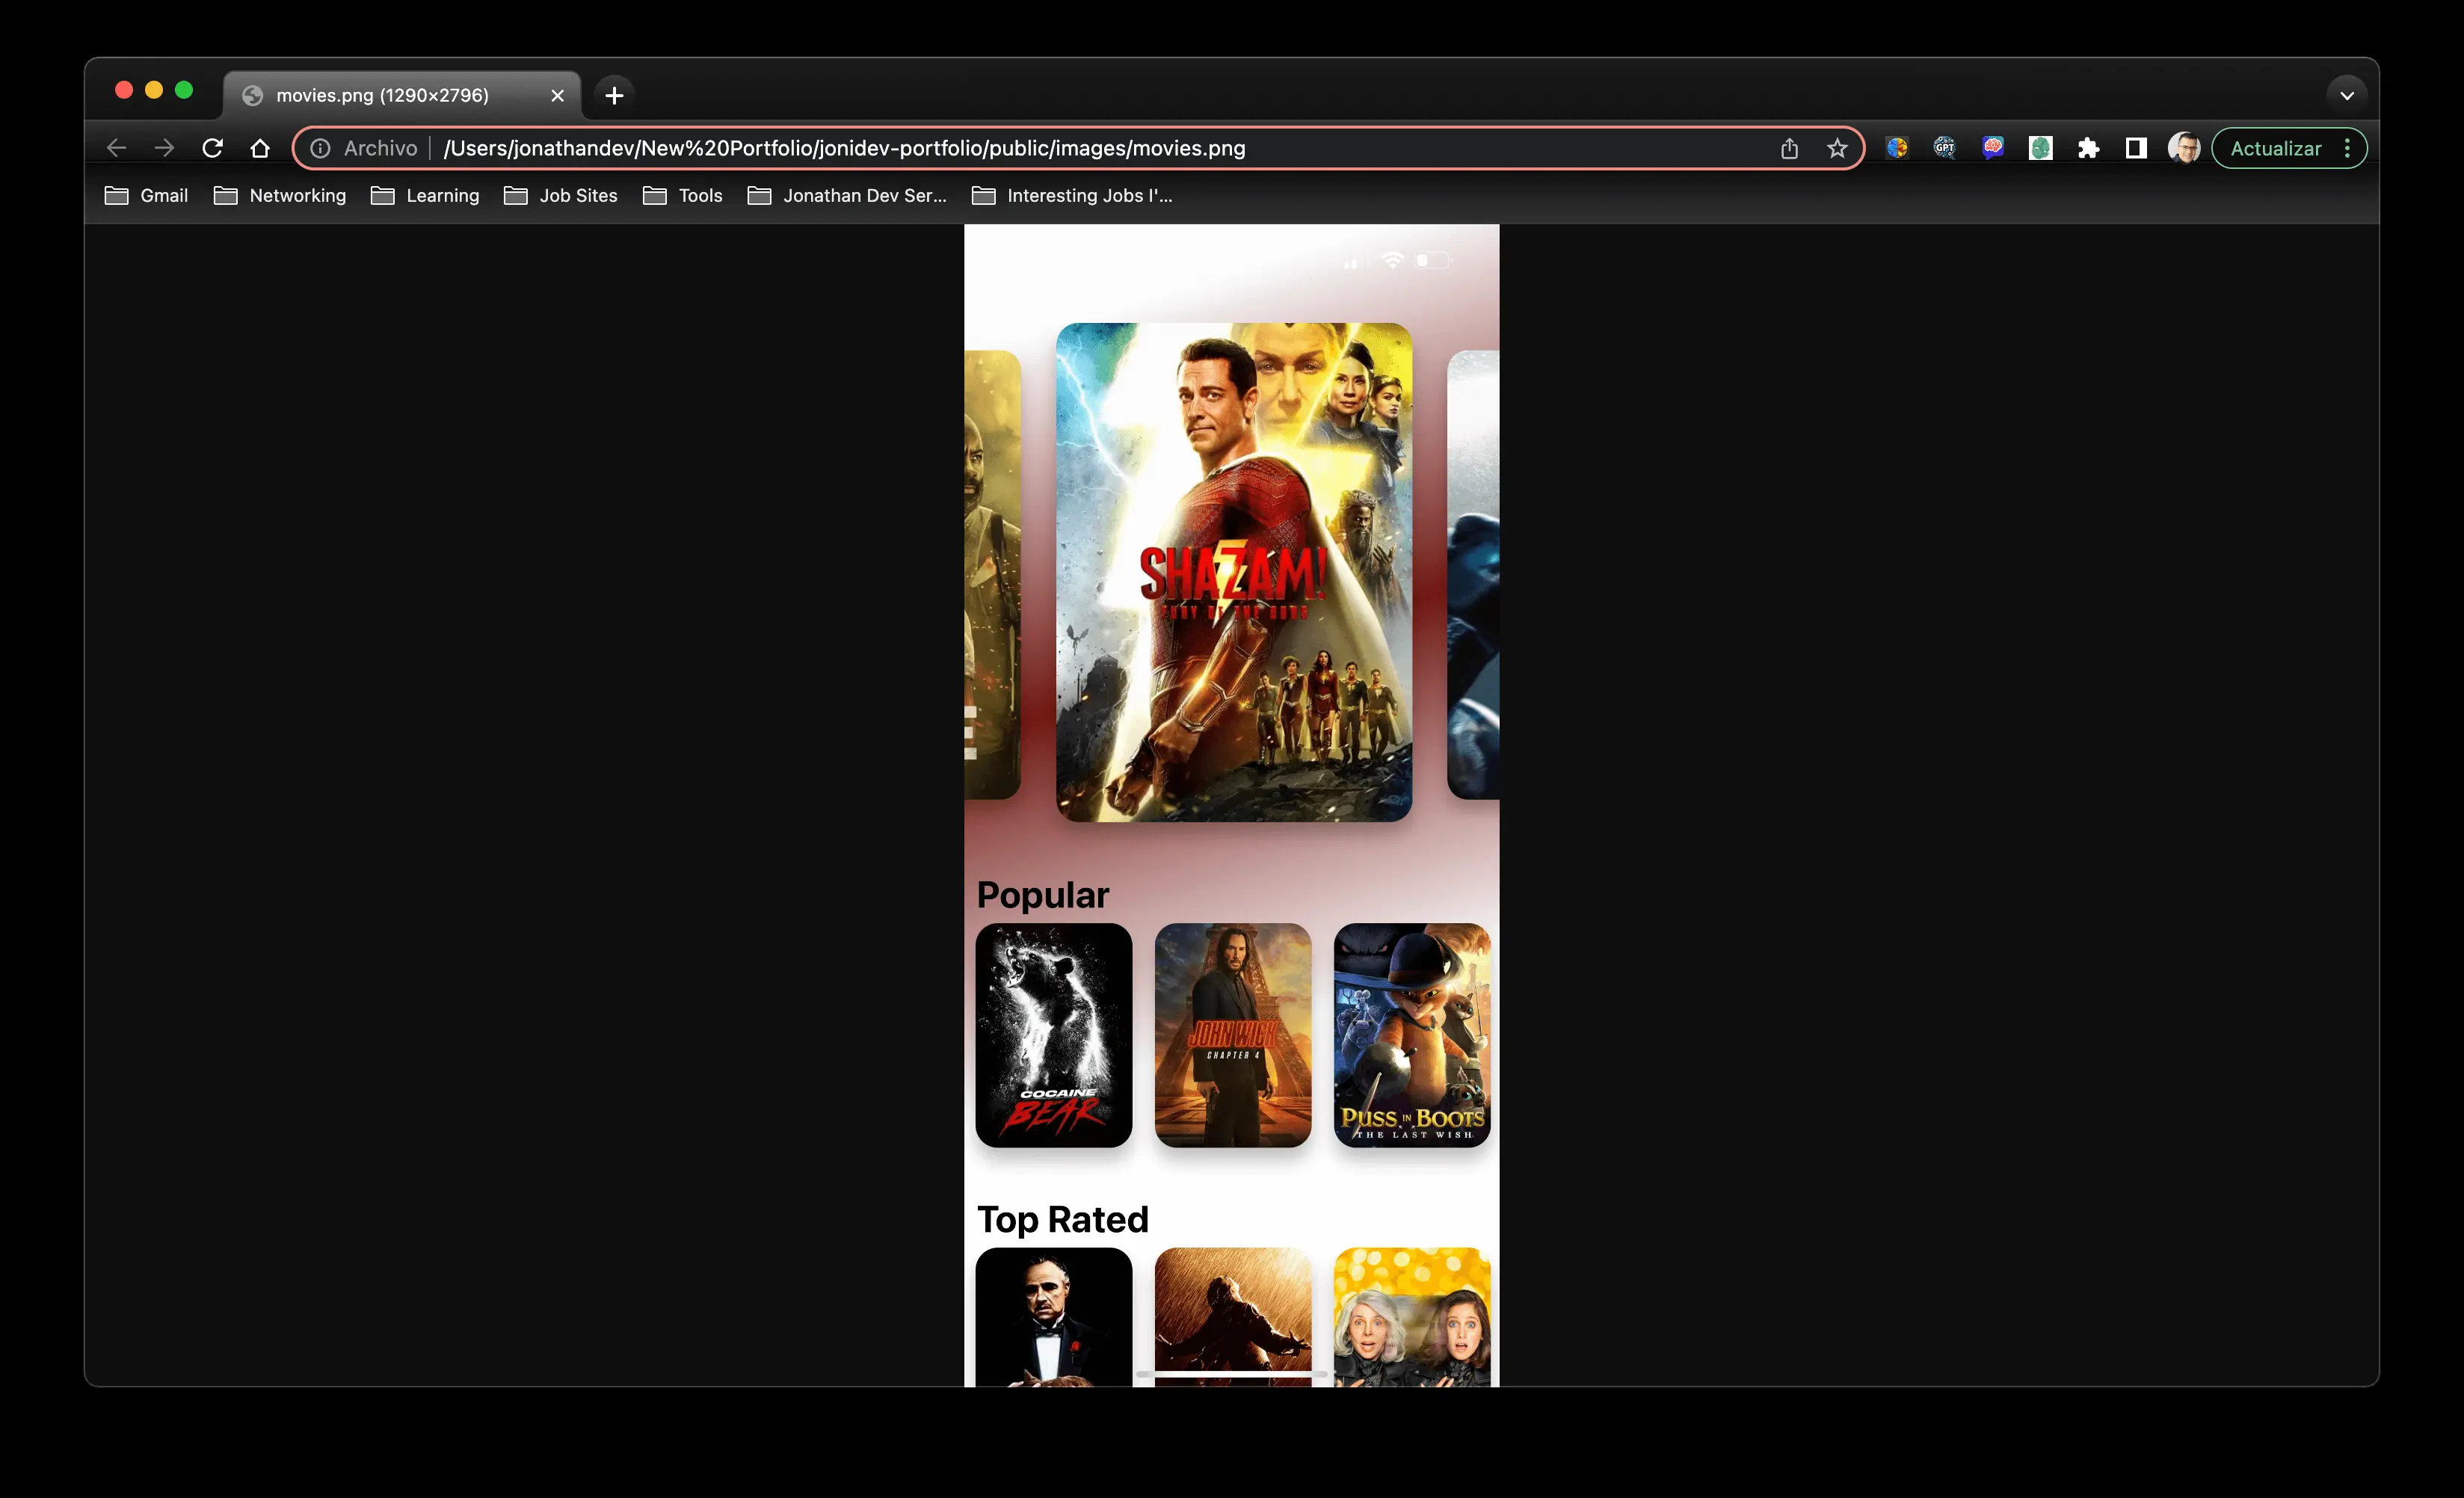 movies.png (1290×2796)
Archivo /Users/jonathandev/New%20Portfolio/jonidev-portfolio/public/images/movies.png
GPT
Actualizar
Gmail Networking Learning Job Sites Tools Jonathan Dev Ser... Interesting Jobs I'...
SHAZAM!
FURY OF THE GODS
E
Popular
COCAINE
BEAR
JOHN WICK
CHAPTER 4
PUSS IN BOOTS
THE LAST WISH
Top Rated